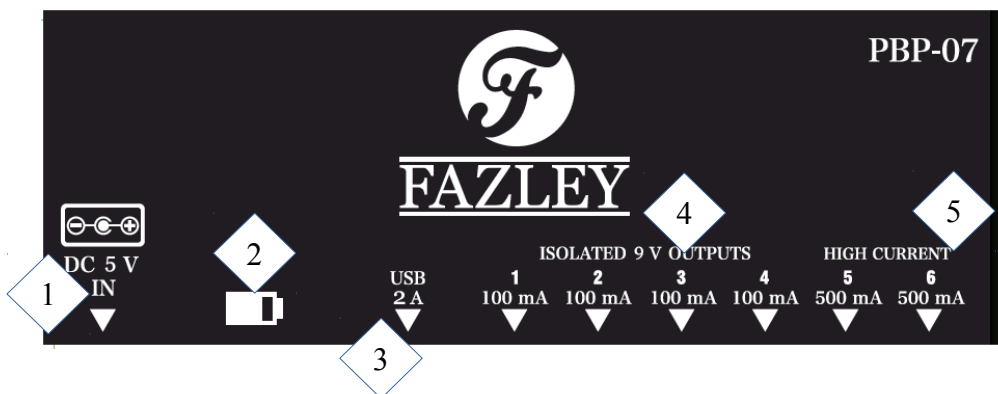 PBP-07
FAZLEY
DC 5 V
IN
1
2
USB
2 A
3
4
ISOLATED 9 V OUTPUTS
1 2 3 4
100 mA 100 mA 100 mA 100 mA
5
HIGH CURRENT
5 6
500 mA 500 mA